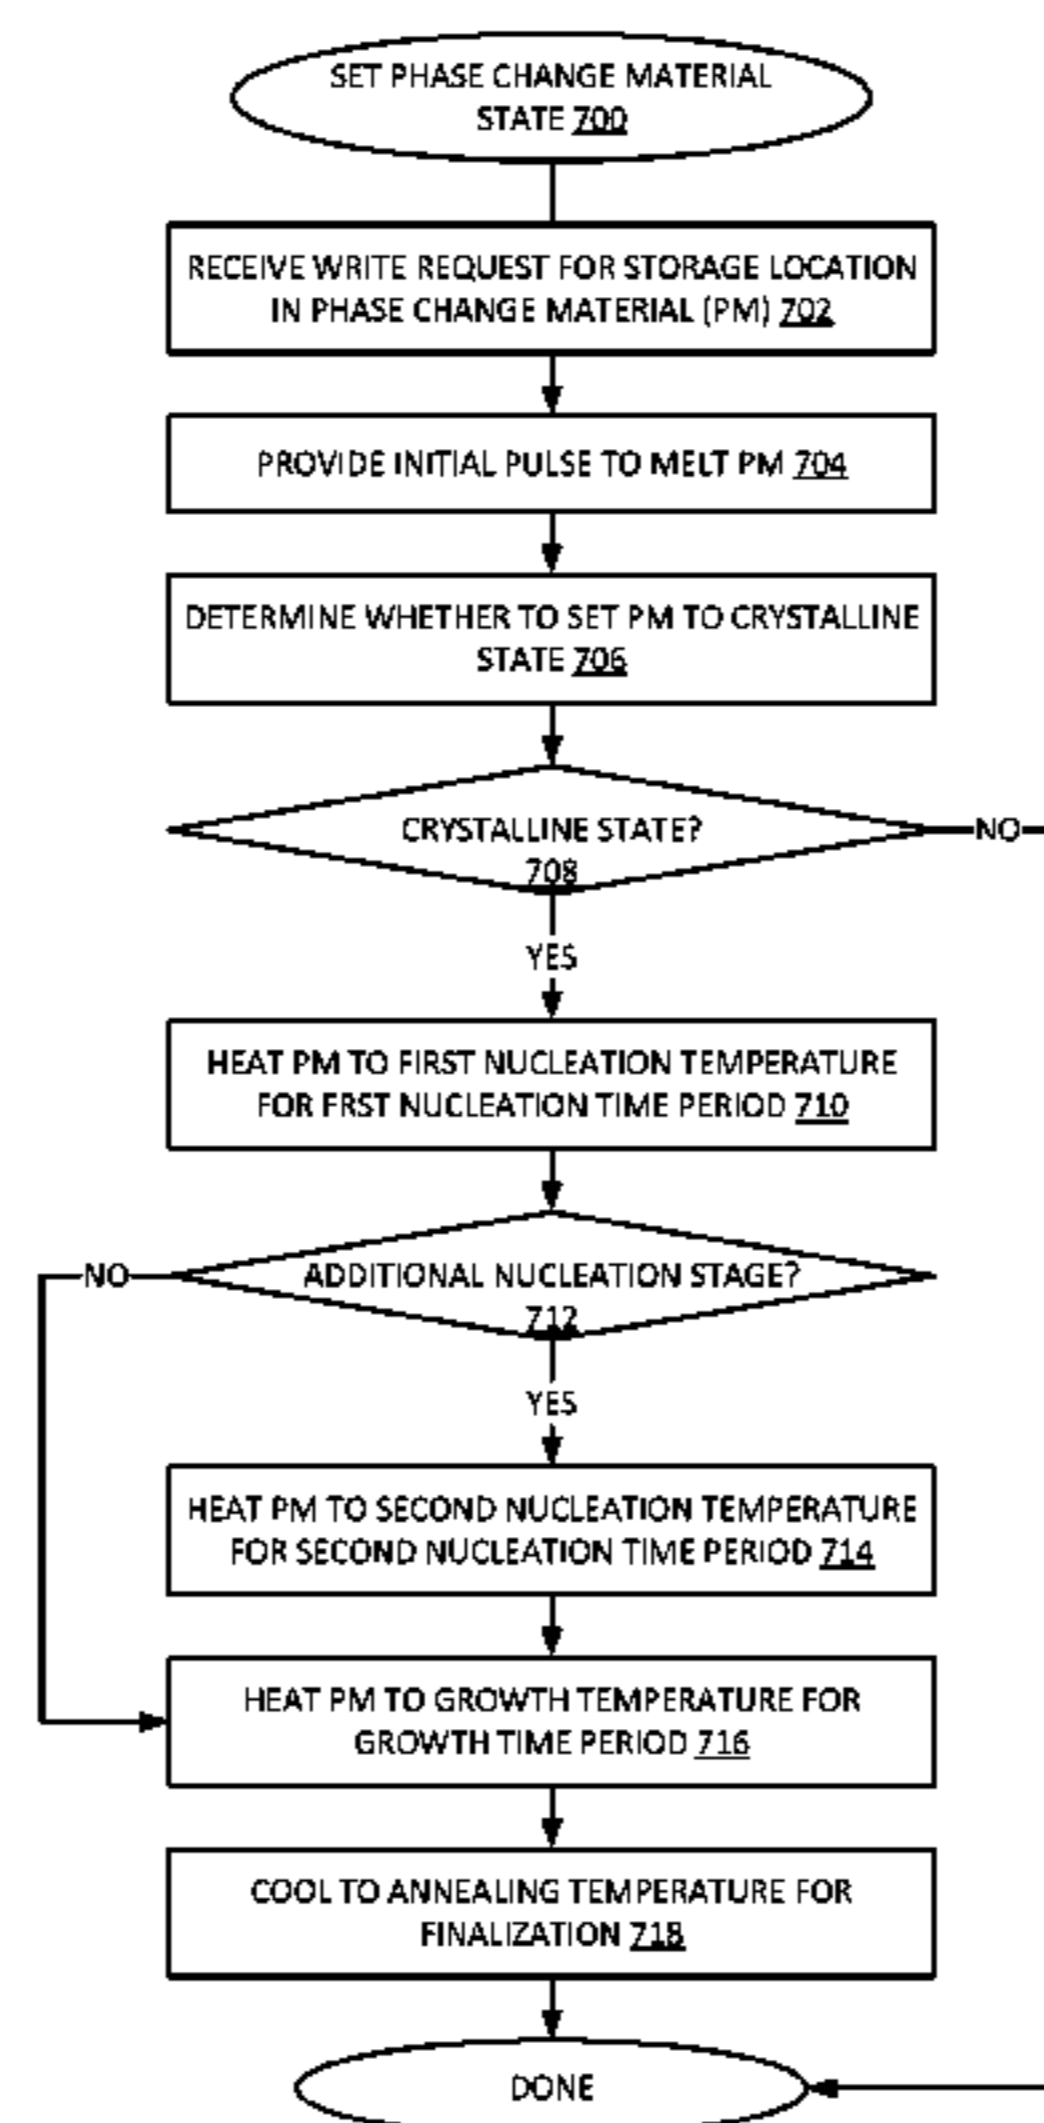 SET PHASE CHANGE MATERIAL
STATE 700
RECEIVE WRITE REQUEST FOR STORAGE LOCATION
IN PHASE CHANGE MATERIAL (PM) 702
PROVIDE INITIAL PULSE TO MELT PM 704
DETERMINE WHETHER TO SET PM TO CRYSTALLINE
STATE 706
CRYSTALLINE STATE?
708
NO
YES
HEAT PM TO FIRST NUCLEATION TEMPERATURE
FOR FRST NUCLEATION TIME PERIOD 710
NO
ADDITIONAL NUCLEATION STAGE?
712
YES
HEAT PM TO SECOND NUCLEATION TEMPERATURE
FOR SECOND NUCLEATION TIME PERIOD 714
HEAT PM TO GROWTH TEMPERATURE FOR
GROWTH TIME PERIOD 716
COOL TO ANNEALING TEMPERATURE FOR
FINALIZATION 718
DONE